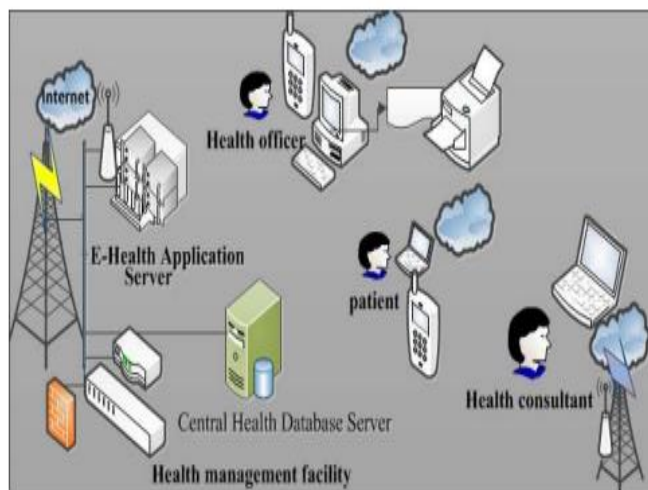 Internet
Health officer
E-Health Application
Server
patient
Health consultant
Central Health Database Server
Health management facility